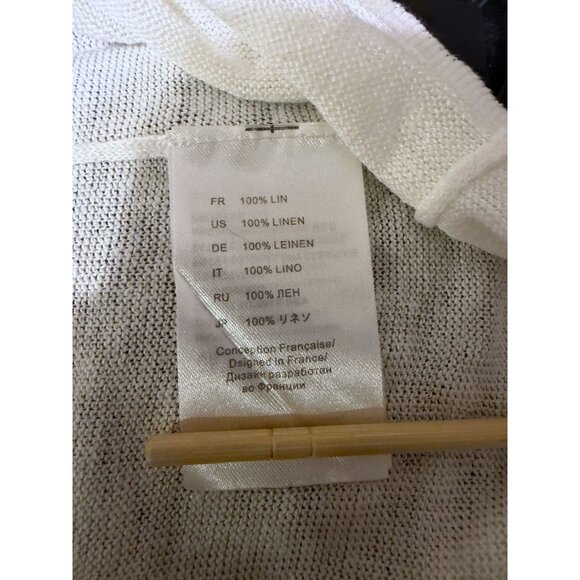 FR 100% LIN
US 100% LINEN
DE 100% LEINEN
IT 100% LINO
RU 100% ЛЕН
JP 100% リネソ
Conception Française/
Dsigned in France/
Дизайн разработан
во Франции